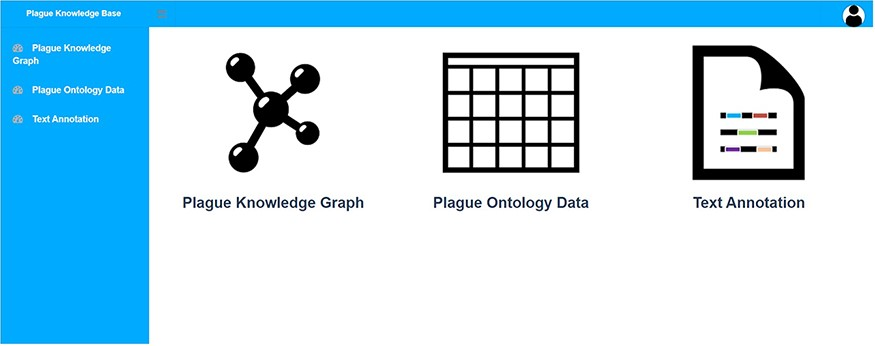 Plague Knowledge Base
Plague Knowledge
Graph
Plague Ontology Data
Text Annotation
Plague Knowledge Graph
Plague Ontology Data
Text Annotation